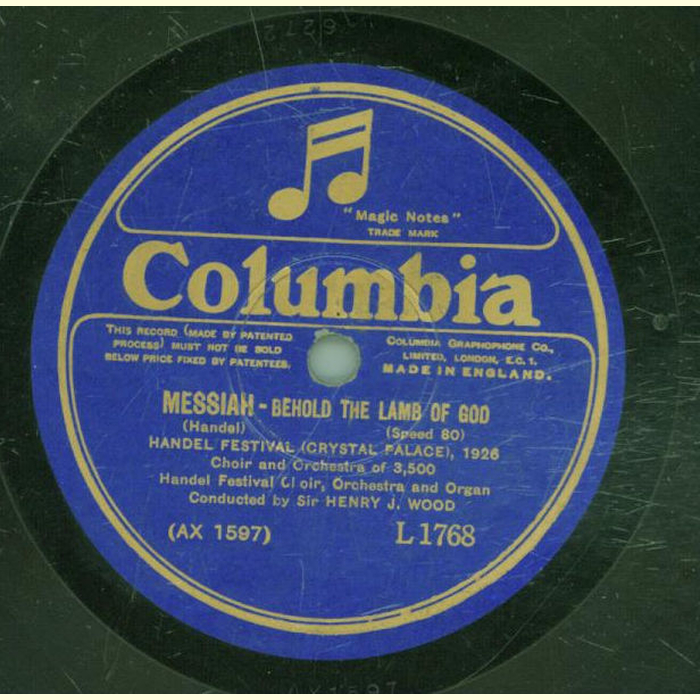 "Magic Notes"
TRADE MARK
Columbia
THIS RECORD (MADE BY PATENTED
PROCESS) MUST NOT BE SOLD
BELOW PRICE FIXED BY PATENTEES.
COLUMBIA GRAPHOPHONE CO.,
LIMITED, LONDON, E.C. 1.
MADE IN ENGLAND.
MESSIAH - BEHOLD THE LAMB OF GOD
(Handel) (Speed 80)
HANDEL FESTIVAL (CRYSTAL PALACE), 1926
Choir and Orchestra of 3,500
Handel Festival Choir, Orchestra and Organ
Conducted by Sir HENRY J. WOOD
(AX 1597) L 1768
AX1597